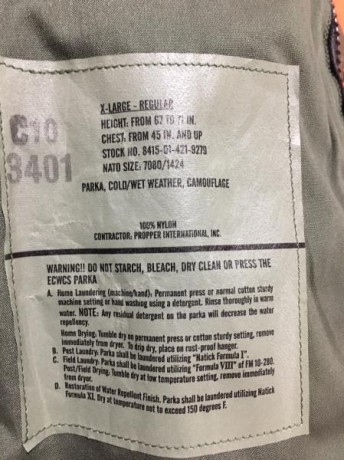 C10
3401
X-LARGE - REGULAR
HEIGHT: FROM 67 TO 71 IN.
CHEST: FROM 45 IN. AND UP
STOCK NO. 8415-01-421-9279
NATO SIZE: 7080/1424
PARKA, COLD/WET WEATHER, CAMOUFLAGE
100% NYLON
CONTRACTOR: PROPPER INTERNATIONAL, INC.
WARNING!! DO NOT STARCH, BLEACH, DRY CLEAN OR PRESS THE
ECWCS PARKA
A. Home Laundering (machine/hand): Permanent press or normal cotton sturdy
machine setting or hand washing using a detergent. Rinse thoroughly in warm
water. NOTE: Any residual detergent on the parka will decrease the water
repellency.
Home Drying: Tumble dry on permanent press or cotton sturdy setting, remove
immediately from dryer. To drip dry, place on rust-proof hanger.
B. Post Laundry: Parka shall be laundered utilizing "Natick Formula I".
C. Field Laundry: Parka shall be laundered utilizing "Formula VIII" of FM 10-280.
Post/Field Drying: Tumble dry at low temperature setting, remove immediately
from dryer.
D. Restoration of Water Repellent Finish. Parka shall be laundered utilizing Natick
Formula XI. Dry at temperature not to exceed 150 degrees F.